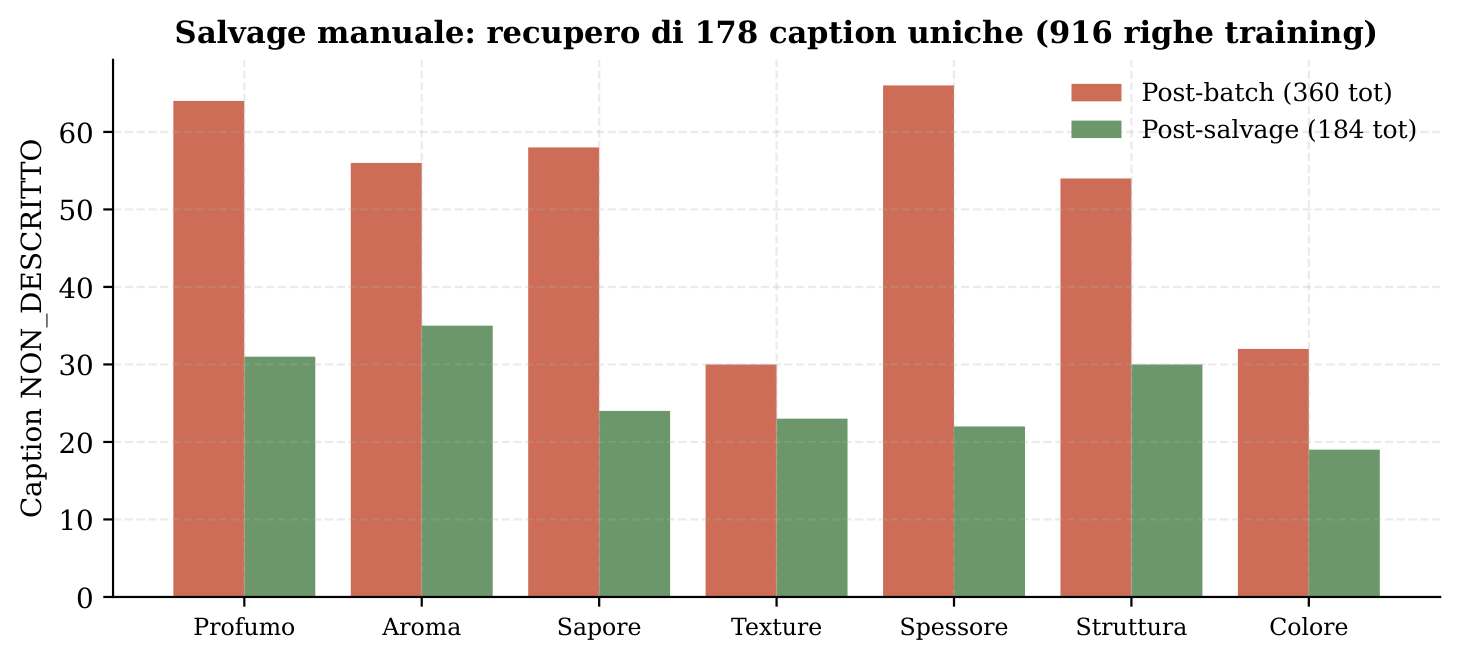 Salvage manuale: recupero di 178 caption uniche (916 righe training)
Post-batch (360 tot)
Post-salvage (184 tot)
Caption NON_DESCRITTO
60
50
40
30
20
10
0
Profumo Aroma Sapore Texture Spessore Struttura Colore